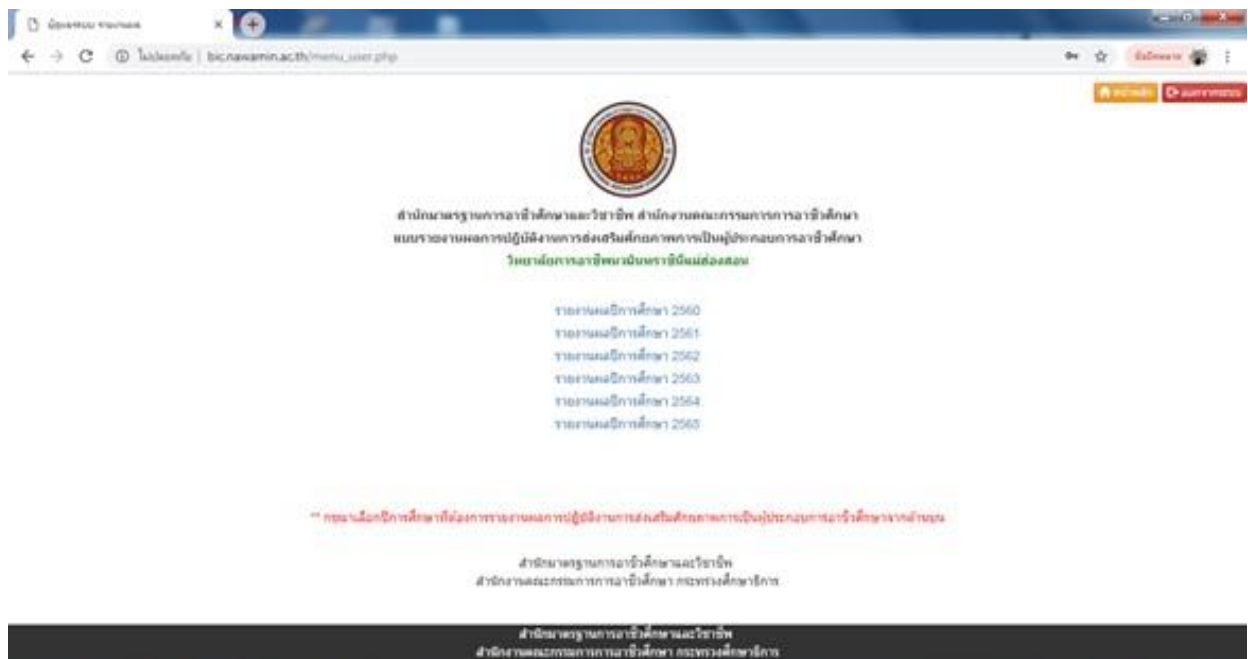 ไม่ปลอดภัย | bic.nawamin.ac.th/menu_user.php
หน้าหลัก ออกจากระบบ
สำนักมาตรฐานการอาชีวศึกษาและวิชาชีพ สำนักงานคณะกรรมการการอาชีวศึกษา
แบบรายงานผลการปฏิบัติงานการส่งเสริมศักยภาพการเป็นผู้ประกอบการอาชีวศึกษา
วิทยาลัยการอาชีพนวมินทราชินีแม่ฮ่องสอน
รายงานผลปีการศึกษา 2560
รายงานผลปีการศึกษา 2561
รายงานผลปีการศึกษา 2562
รายงานผลปีการศึกษา 2563
รายงานผลปีการศึกษา 2564
รายงานผลปีการศึกษา 2565
** กรุณาเลือกปีการศึกษาที่ต้องการรายงานผลการปฏิบัติงานการส่งเสริมศักยภาพการเป็นผู้ประกอบการอาชีวศึกษาจากด้านบน
สำนักมาตรฐานการอาชีวศึกษาและวิชาชีพ
สำนักงานคณะกรรมการการอาชีวศึกษา กระทรวงศึกษาธิการ
สำนักมาตรฐานการอาชีวศึกษาและวิชาชีพ
สำนักงานคณะกรรมการการอาชีวศึกษา กระทรวงศึกษาธิการ